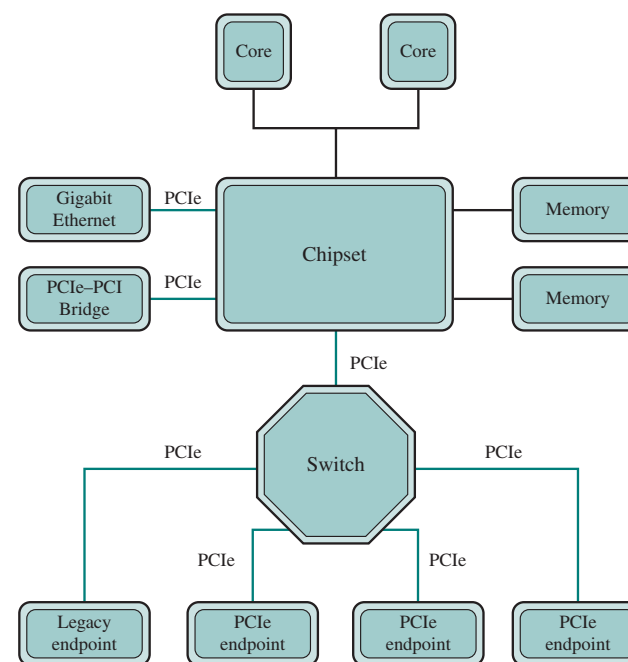 Core
Core
Gigabit
Ethernet
PCIe
Chipset
Memory
PCIe–PCI
Bridge
PCIe
Memory
PCIe
Switch
PCIe
PCIe
PCIe
PCIe
Legacy
endpoint
PCIe
endpoint
PCIe
endpoint
PCIe
endpoint